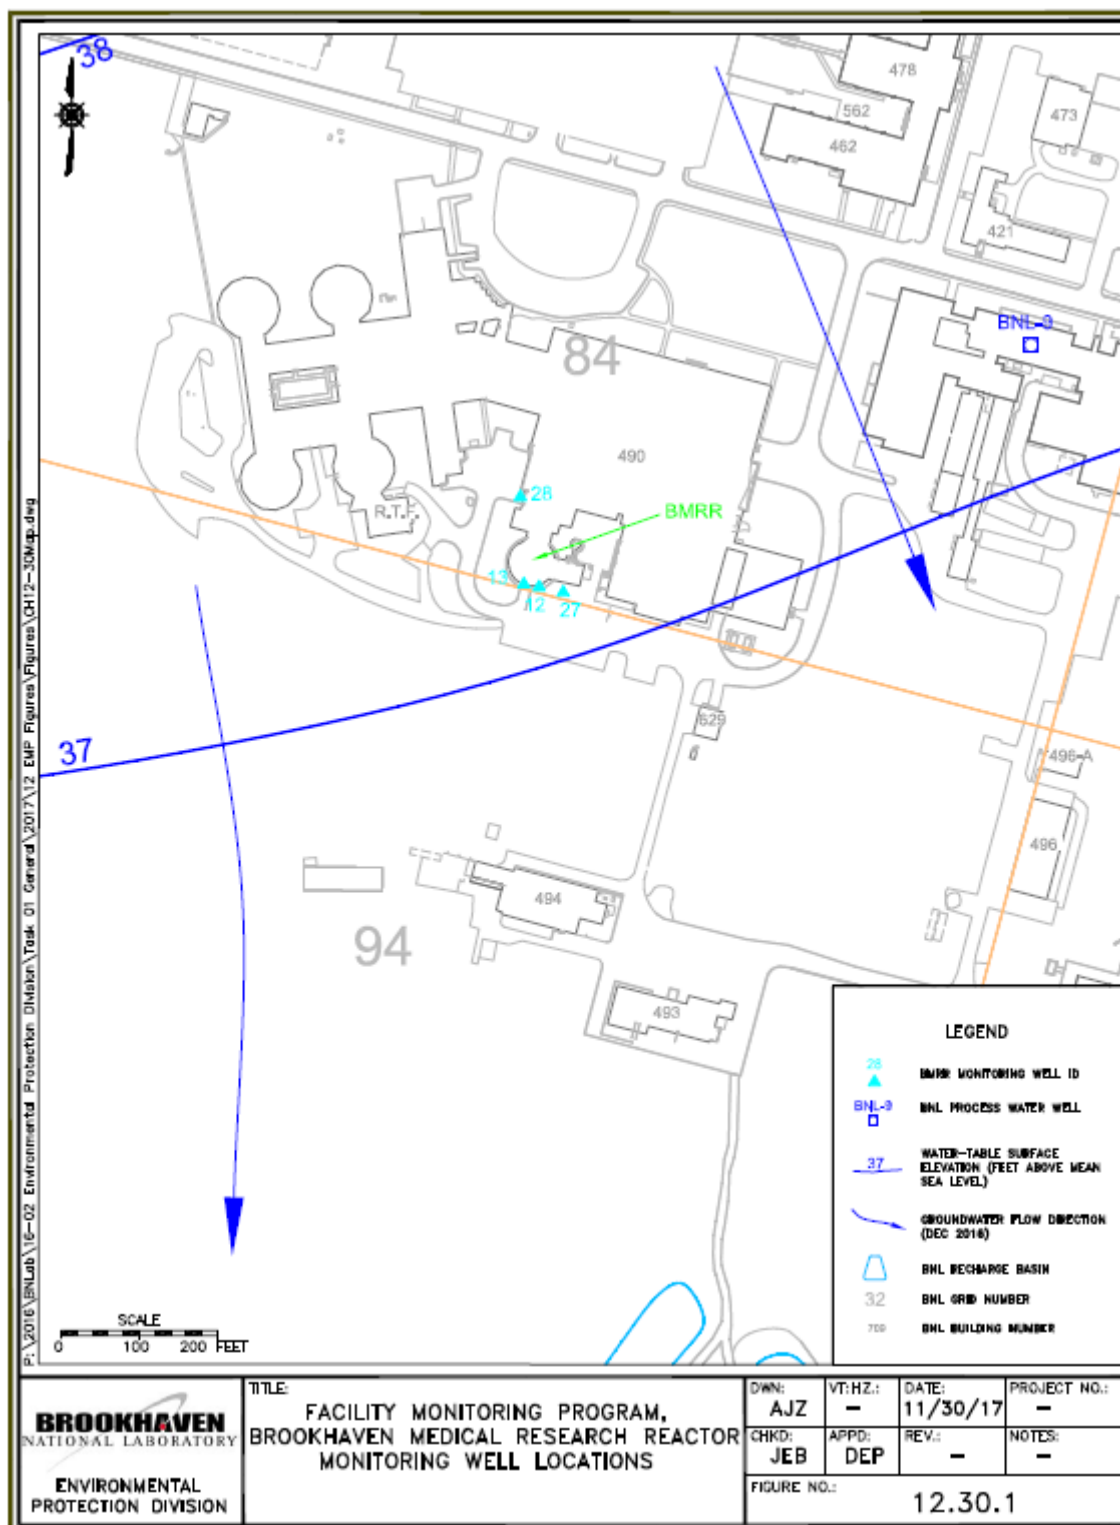 38
478
562
462
473
421
BNL-9
84
490
28
BMRR
R.T.F.
13
12
27
37
629
496-A
496
494
94
493
LEGEND
28
BMRR MONITORING WELL ID
BNL-9
BNL PROCESS WATER WELL
37
WATER-TABLE SURFACE
ELEVATION (FEET ABOVE MEAN
SEA LEVEL)
GROUNDWATER FLOW DIRECTION
(DEC 2016)
BNL RECHARGE BASIN
32
BNL GRID NUMBER
BNL BUILDING NUMBER
SCALE
0 100 200 FEET
P:\2016\BNLab\16-02 Environmental Protection Division\Task 01 General\2017\12 EMP Figures\Figures\CH12-30Map.dwg
BROOKHAVEN
NATIONAL LABORATORY
ENVIRONMENTAL
PROTECTION DIVISION
TITLE:
FACILITY MONITORING PROGRAM,
BROOKHAVEN MEDICAL RESEARCH REACTOR
MONITORING WELL LOCATIONS
DWN: VT:HZ.: DATE: PROJECT NO.:
AJZ – 11/30/17 –
CHKD: APPD: REV.: NOTES:
JEB DEP – –
FIGURE NO.:
12.30.1